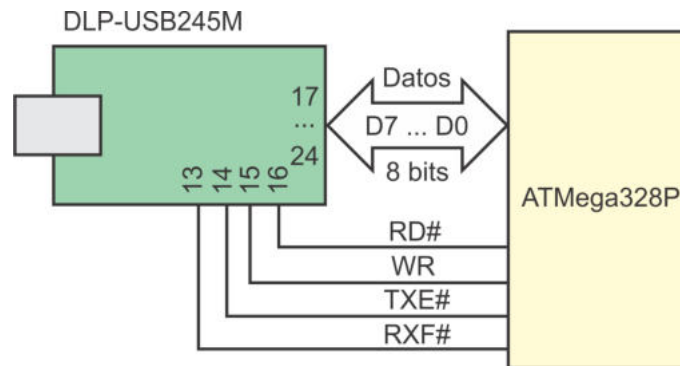 DLP-USB245M
17
...
24
13
14
15
16
Datos
D7 ... D0
8 bits
ATMega328P
RD#
WR
TXE#
RXF#